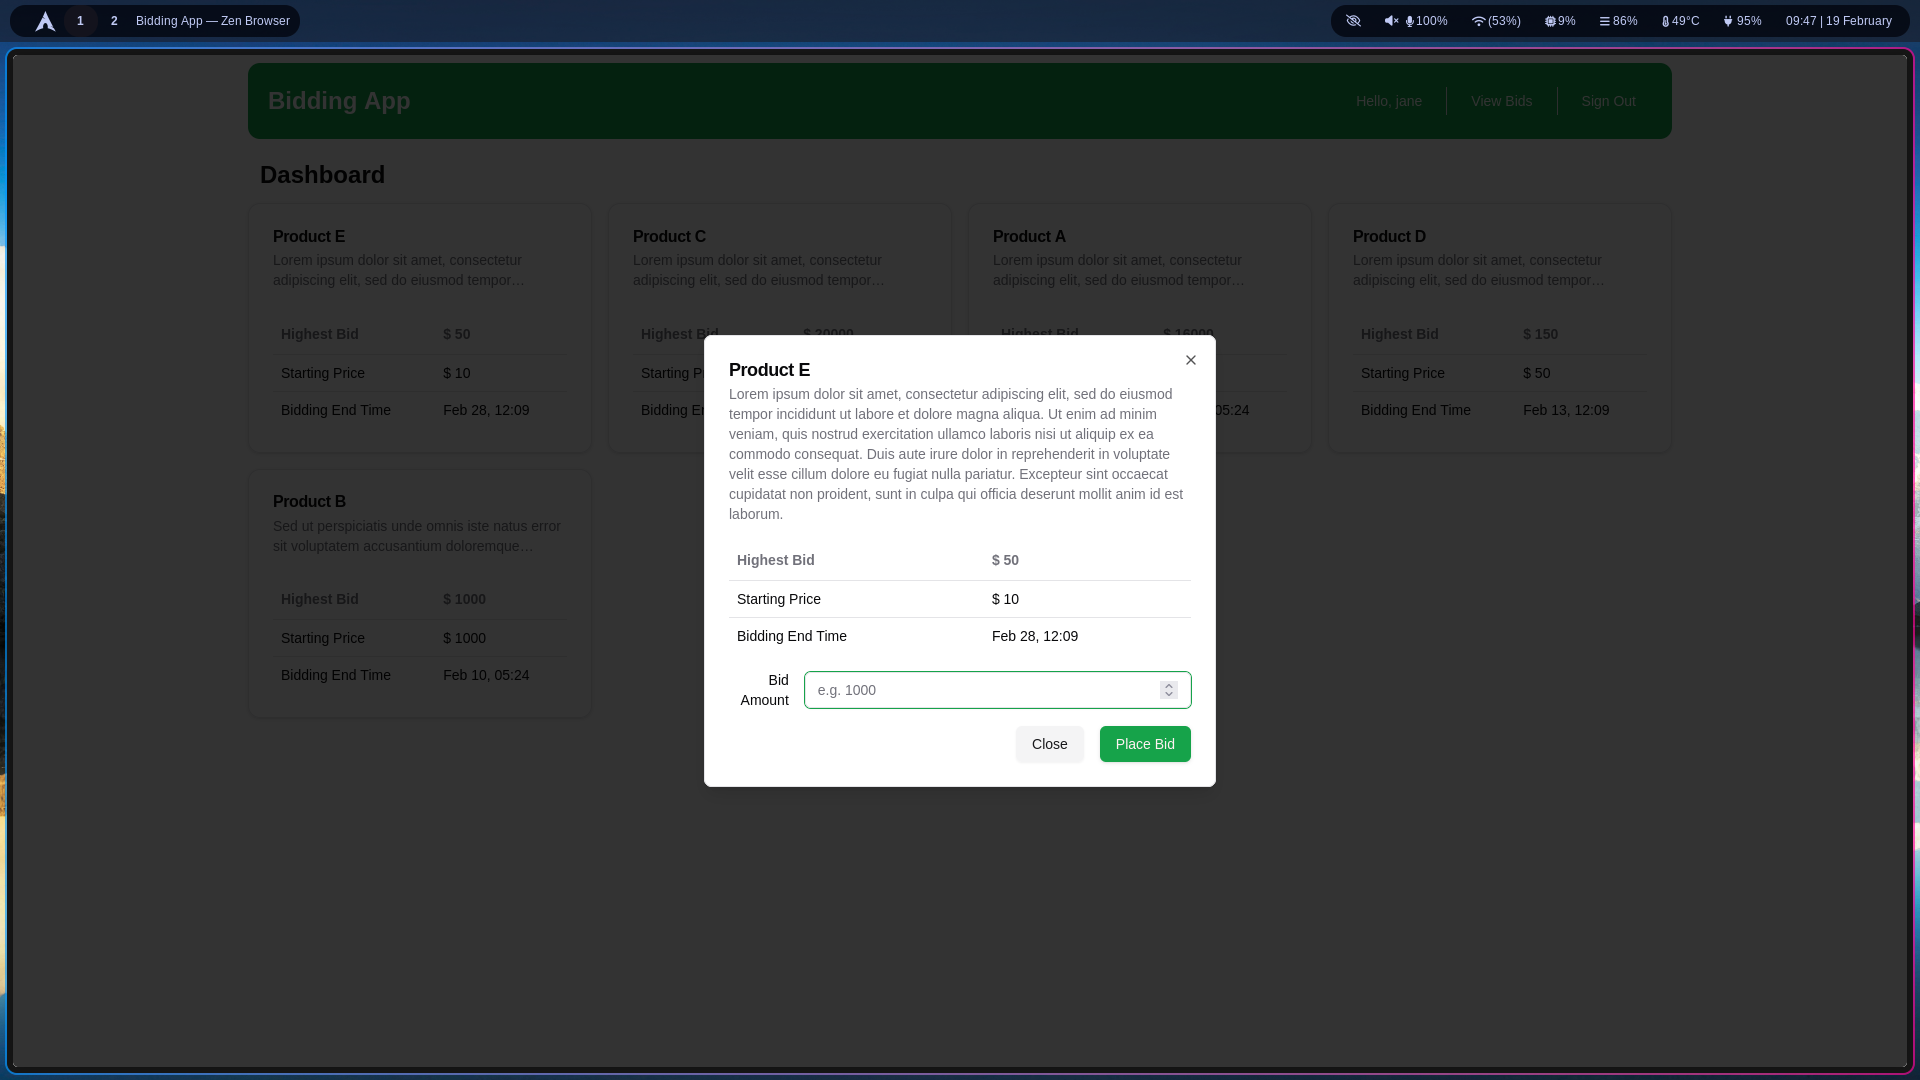 1 2 Bidding App — Zen Browser 100% (53%) 9% 86% 49°C 95% 09:47 | 19 February
Bidding App Hello, jane View Bids Sign Out
Dashboard
Product E
Lorem ipsum dolor sit amet, consectetur
adipiscing elit, sed do eiusmod tempor...
Highest Bid $ 50
Starting Price $ 10
Bidding End Time Feb 28, 12:09
Product C
Lorem ipsum dolor sit amet, consectetur
adipiscing elit, sed do eiusmod tempor...
Highest Bid $ 20000
Starting P
Bidding E
Product A
Lorem ipsum dolor sit amet, consectetur
adipiscing elit, sed do eiusmod tempor...
Highest Bid $ 16000
05:24
Product D
Lorem ipsum dolor sit amet, consectetur
adipiscing elit, sed do eiusmod tempor...
Highest Bid $ 150
Starting Price $ 50
Bidding End Time Feb 13, 12:09
Product B
Sed ut perspiciatis unde omnis iste natus error
sit voluptatem accusantium doloremque...
Highest Bid $ 1000
Starting Price $ 1000
Bidding End Time Feb 10, 05:24
Product E
Lorem ipsum dolor sit amet, consectetur adipiscing elit, sed do eiusmod
tempor incididunt ut labore et dolore magna aliqua. Ut enim ad minim
veniam, quis nostrud exercitation ullamco laboris nisi ut aliquip ex ea
commodo consequat. Duis aute irure dolor in reprehenderit in voluptate
velit esse cillum dolore eu fugiat nulla pariatur. Excepteur sint occaecat
cupidatat non proident, sunt in culpa qui officia deserunt mollit anim id est
laborum.
Highest Bid $ 50
Starting Price $ 10
Bidding End Time Feb 28, 12:09
Bid
Amount
e.g. 1000
Close Place Bid